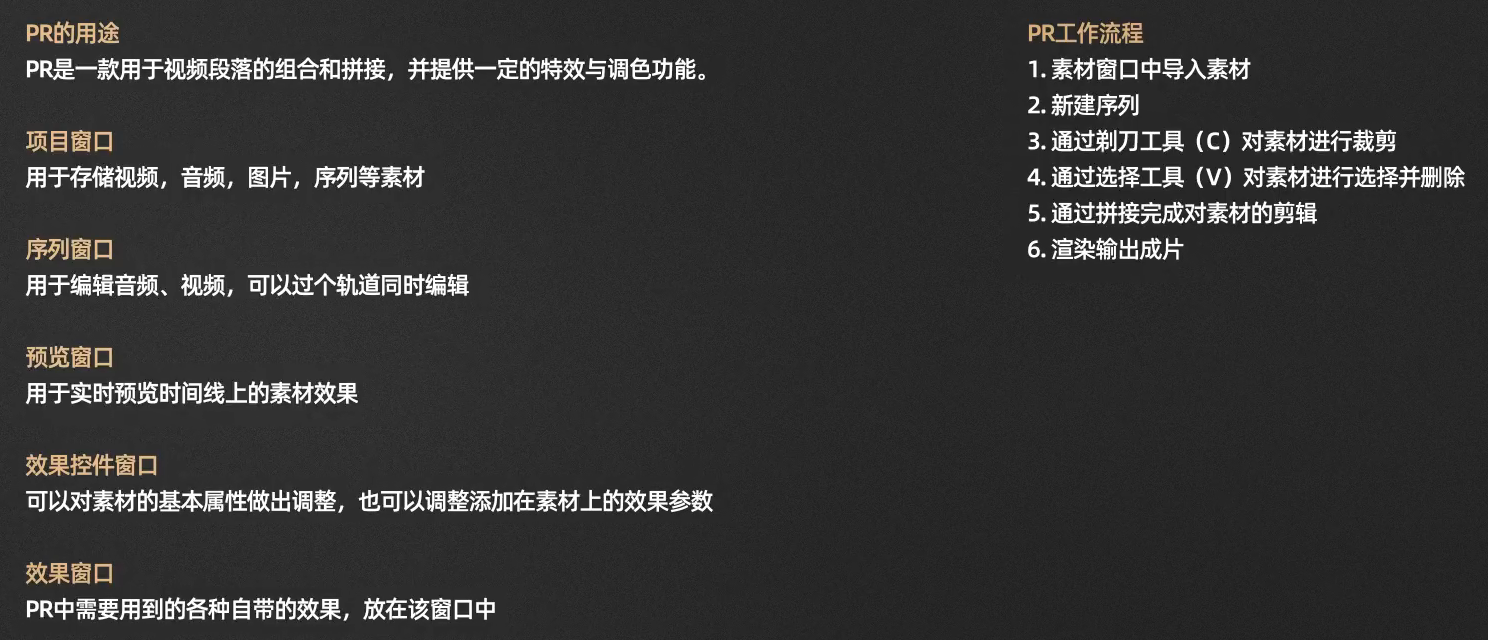 PR的用途
PR是一款用于视频段落的组合和拼接，并提供一定的特效与调色功能。
项目窗口
用于存储视频，音频，图片，序列等素材
序列窗口
用于编辑音频、视频，可以过个轨道同时编辑
预览窗口
用于实时预览时间线上的素材效果
效果控件窗口
可以对素材的基本属性做出调整，也可以调整添加在素材上的效果参数
效果窗口
PR中需要用到的各种自带的效果，放在该窗口中
PR工作流程
1. 素材窗口中导入素材
2. 新建序列
3. 通过剃刀工具（C）对素材进行裁剪
4. 通过选择工具（V）对素材进行选择并删除
5. 通过拼接完成对素材的剪辑
6. 渲染输出成片